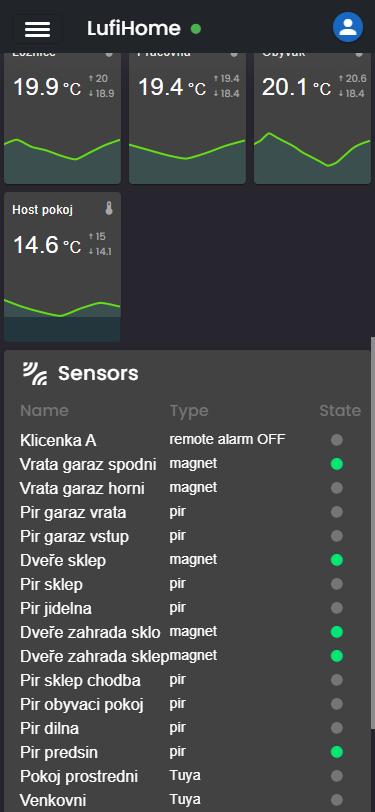 LufiHome
Ložnice
Pracovna
Obyvak
19.9 °C ↑20 ↓18.9
19.4 °C ↑19.4 ↓18.4
20.1 °C ↑20.6 ↓18.4
Host pokoj
14.6 °C ↑15 ↓14.1
Sensors
Name Type State
Klicenka A remote alarm OFF
Vrata garaz spodni magnet
Vrata garaz horni magnet
Pir garaz vrata pir
Pir garaz vstup pir
Dveře sklep magnet
Pir sklep pir
Pir jidelna pir
Dveře zahrada sklo magnet
Dveře zahrada sklep magnet
Pir sklep chodba pir
Pir obyvaci pokoj pir
Pir dilna pir
Pir predsin pir
Pokoj prostredni Tuya
Venkovni Tuya